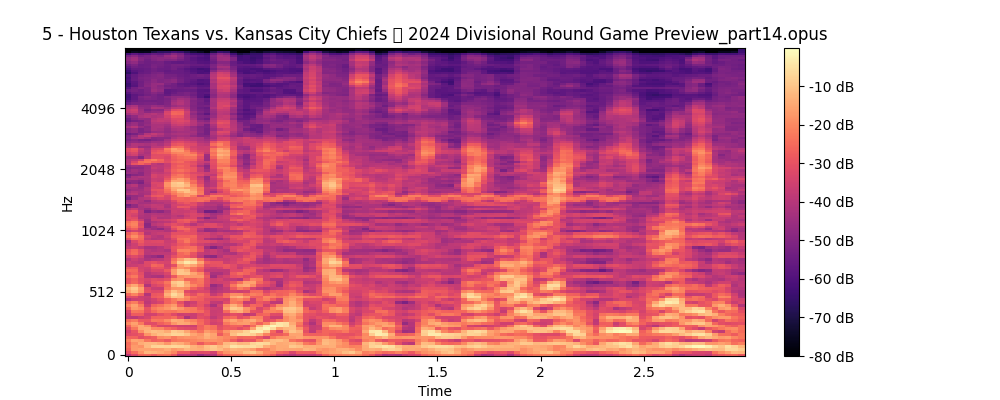 5 - Houston Texans vs. Kansas City Chiefs ▯ 2024 Divisional Round Game Preview_part14.opus
4096
2048
1024
512
0
Hz
0
0.5
1
1.5
2
2.5
Time
-10 dB
-20 dB
-30 dB
-40 dB
-50 dB
-60 dB
-70 dB
-80 dB